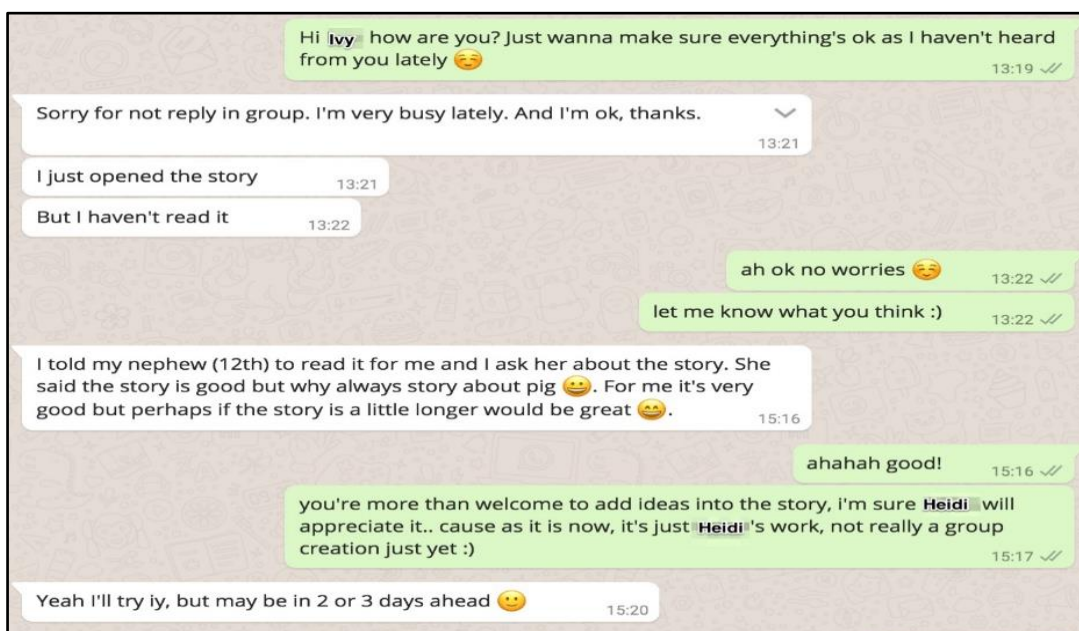 Hi Ivy how are you? Just wanna make sure everything's ok as I haven't heard
from you lately ☺️
13:19
Sorry for not reply in group. I'm very busy lately. And I'm ok, thanks.
13:21
I just opened the story 13:21
But I haven't read it 13:22
ah ok no worries ☺️ 13:22
let me know what you think :) 13:22
I told my nephew (12th) to read it for me and I ask her about the story. She
said the story is good but why always story about pig 😀. For me it's very
good but perhaps if the story is a little longer would be great 😄.
15:16
ahahah good! 15:16
you're more than welcome to add ideas into the story, i'm sure Heidi will
appreciate it.. cause as it is now, it's just Heidi's work, not really a group
creation just yet :)
15:17
Yeah I'll try iy, but may be in 2 or 3 days ahead 🙂 15:20